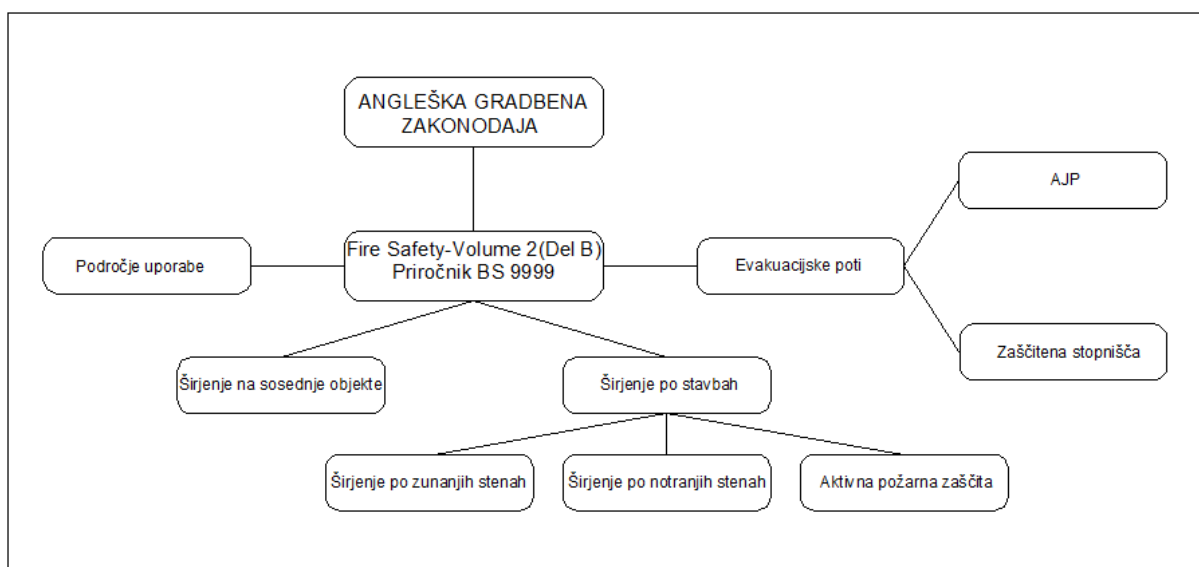 ANGLEŠKA GRADBENA
ZAKONODAJA
AJP
Fire Safety-Volume 2(Del B)
Priročnik BS 9999
Področje uporabe
Evakuacijske poti
Zaščitena stopnišča
Širjenje na sosednje objekte
Širjenje po stavbah
Širjenje po zunanjih stenah
Širjenje po notranjih stenah
Aktivna požarna zaščita